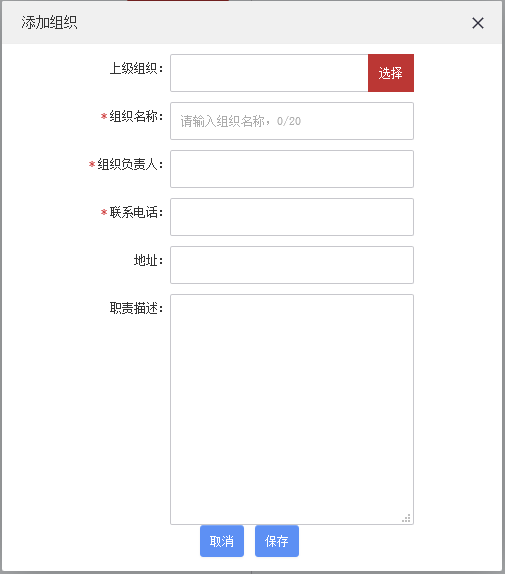 添加组织
上级组织： 选择
*组织名称： 请输入组织名称，0/20
*组织负责人：
*联系电话：
地址：
职责描述：
取消 保存